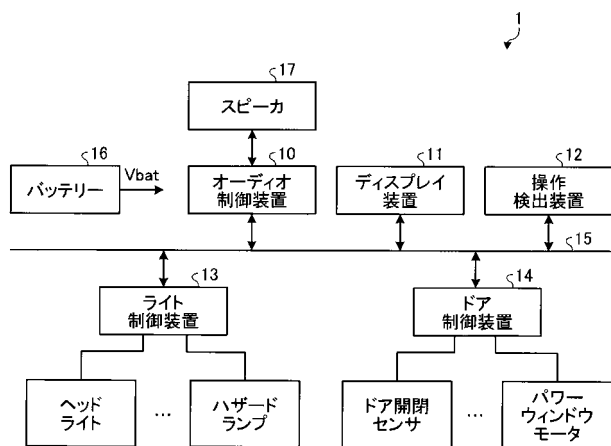 1
17
スピーカ
16
10
11
12
バッテリー
Vbat
オーディオ
制御装置
ディスプレイ
装置
操作
検出装置
15
13
14
ライト
制御装置
ドア
制御装置
ヘッド
ライト
…
ハザード
ランプ
ドア開閉
センサ
…
パワー
ウィンドウ
モータ